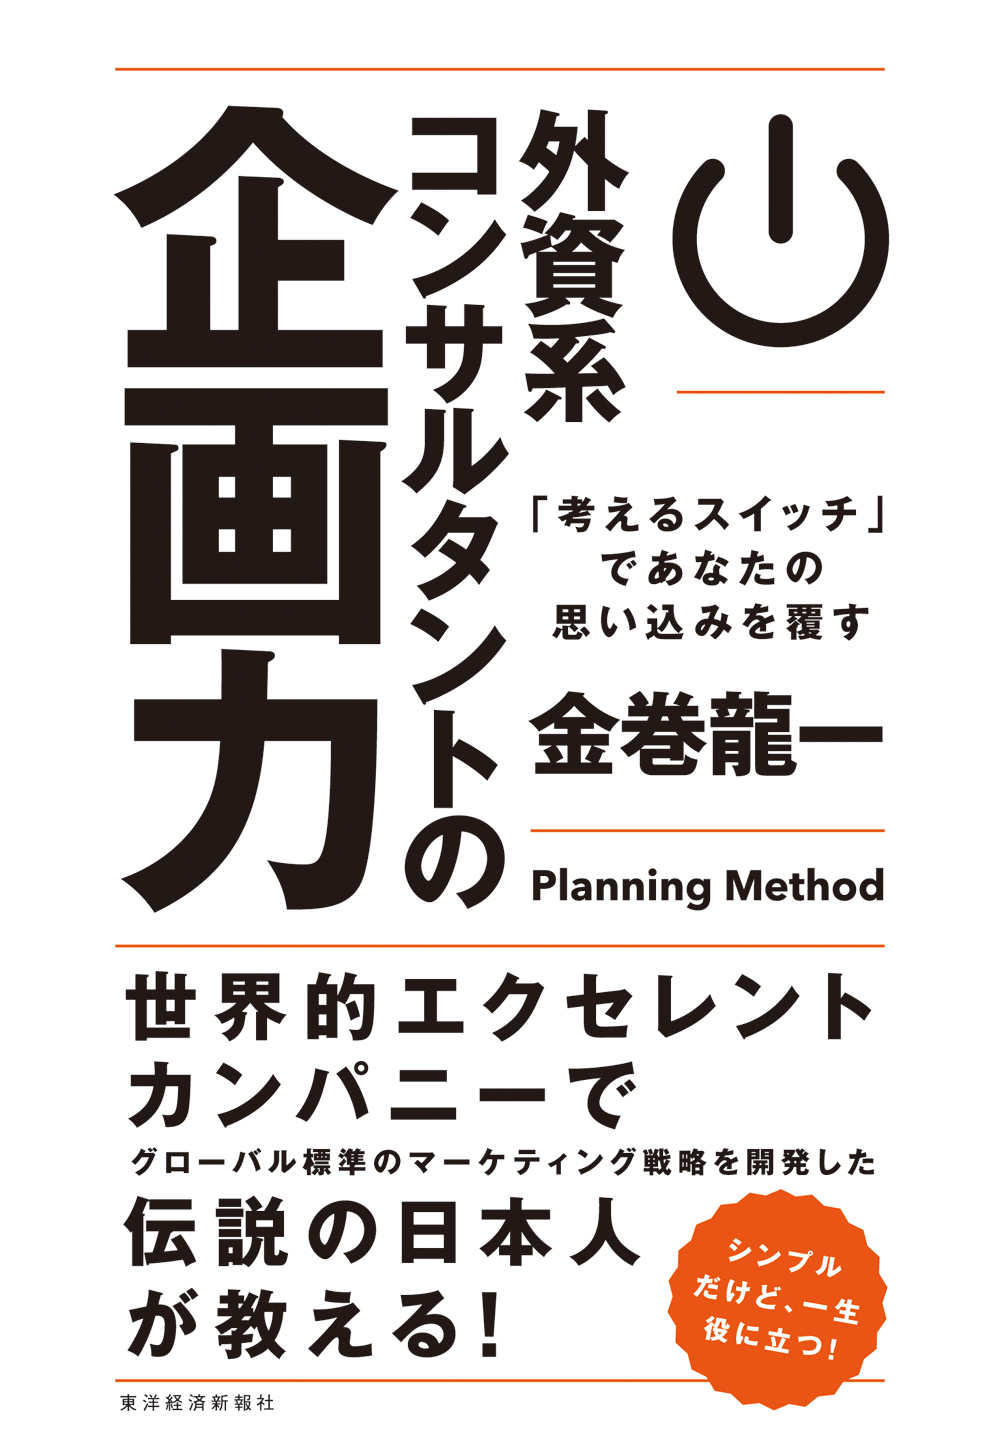 外資系
コンサルタントの
企画力
「考えるスイッチ」
であなたの
思い込みを覆す
金巻龍一
Planning Method
世界的エクセレント
カンパニーで
グローバル標準のマーケティング戦略を開発した
伝説の日本人
が教える！
シンプル
だけど、一生
役に立つ！
東洋経済新報社